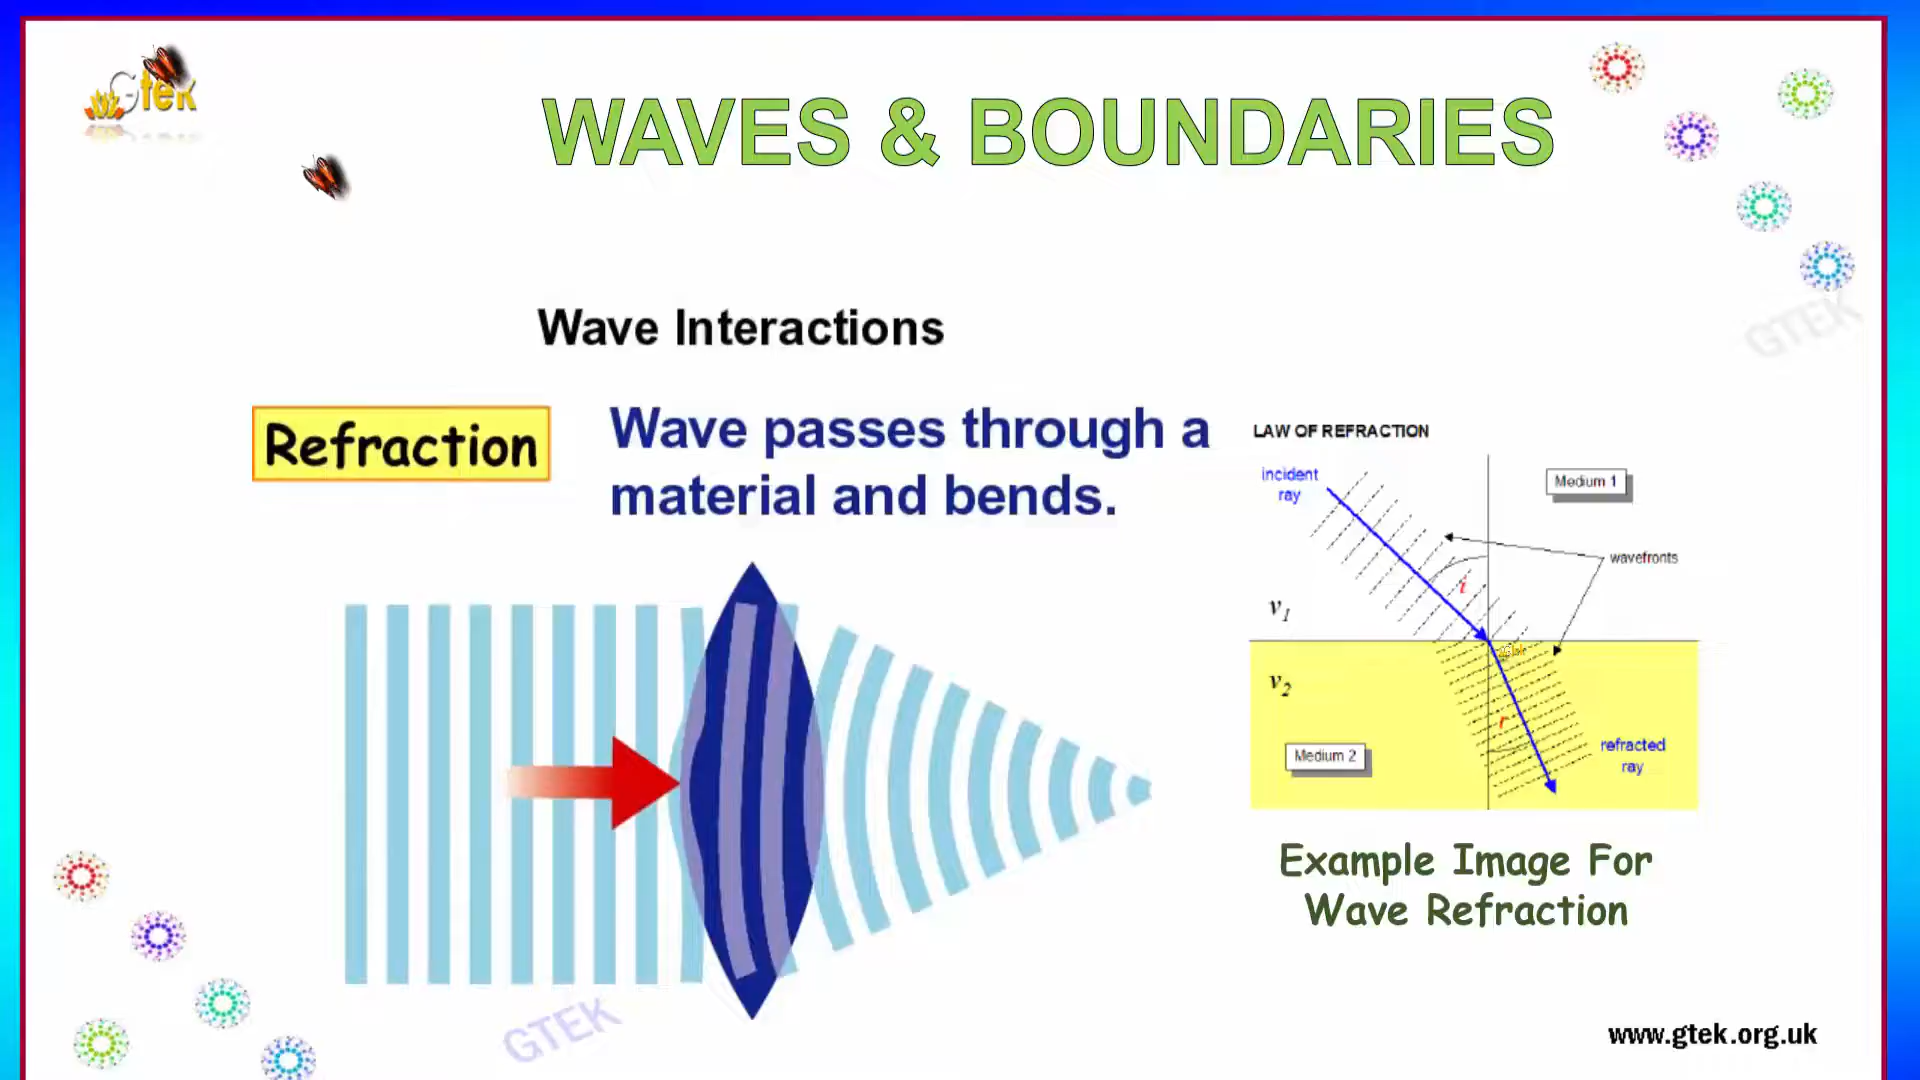 Gtek
WAVES & BOUNDARIES
GTEK
Wave Interactions
Refraction
Wave passes through a
material and bends.
LAW OF REFRACTION
incident
ray
Medium 1
wavefronts
i
v1
v2
r
Medium 2
refracted
ray
Example Image For
Wave Refraction
GTEK
www.gtek.org.uk